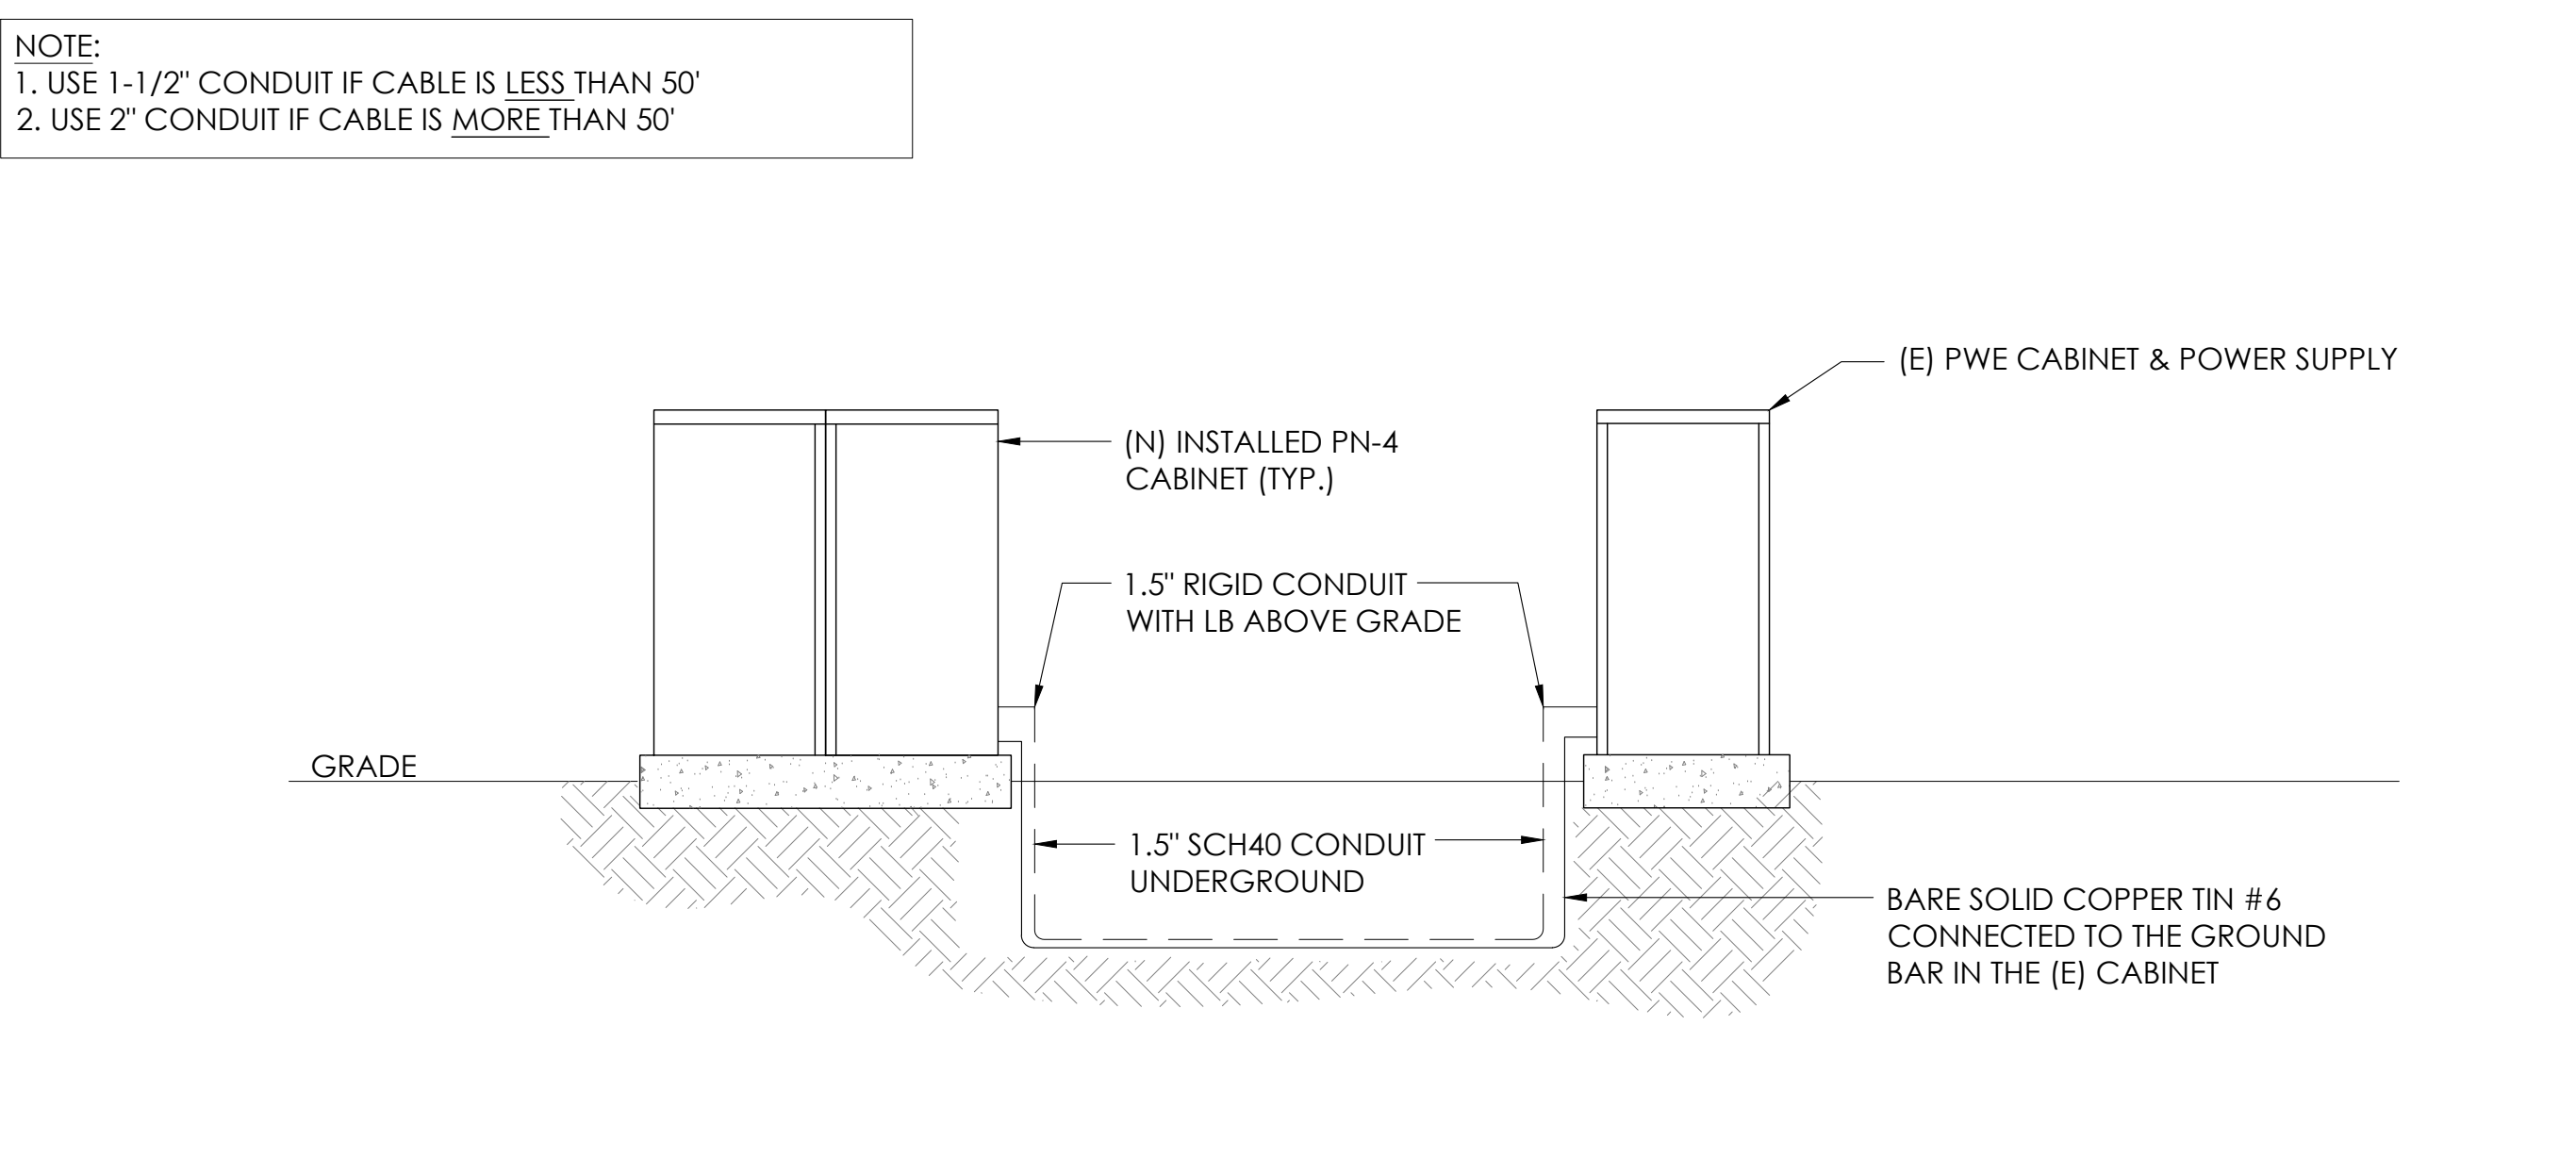 NOTE:
1. USE 1-1/2" CONDUIT IF CABLE IS LESS THAN 50'
2. USE 2" CONDUIT IF CABLE IS MORE THAN 50'
(E) PWE CABINET & POWER SUPPLY
(N) INSTALLED PN-4
CABINET (TYP.)
1.5" RIGID CONDUIT
WITH LB ABOVE GRADE
GRADE
1.5" SCH40 CONDUIT
UNDERGROUND
BARE SOLID COPPER TIN #6
CONNECTED TO THE GROUND
BAR IN THE (E) CABINET